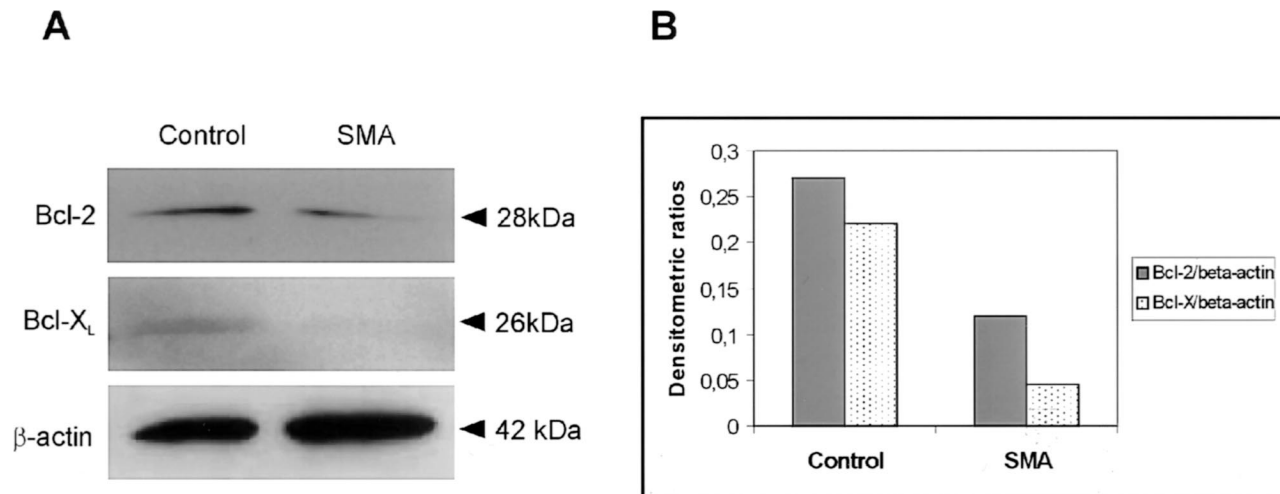 A
Control SMA
Bcl-2 28kDa
Bcl-XL 26kDa
β-actin 42 kDa
B
Densitometric ratios
0,3
0,25
0,2
0,15
0,1
0,05
0
Control SMA
Bcl-2/beta-actin
Bcl-X/beta-actin